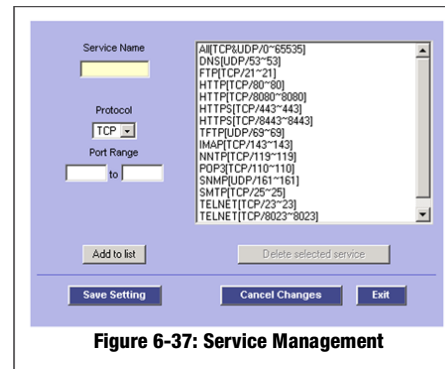 Service Name
Protocol
TCP
Port Range
to
All[TCP&UDP/0~65535]
DNS[UDP/53~53]
FTP[TCP/21~21]
HTTP[TCP/80~80]
HTTP[TCP/8080~8080]
HTTPS[TCP/443~443]
HTTPS[TCP/8443~8443]
TFTP[UDP/69~69]
IMAP[TCP/143~143]
NNTP[TCP/119~119]
POP3[TCP/110~110]
SNMP[UDP/161~161]
SMTP[TCP/25~25]
TELNET[TCP/23~23]
TELNET[TCP/8023~8023]
Add to list
Delete selected service
Save Setting
Cancel Changes
Exit
Figure 6-37: Service Management